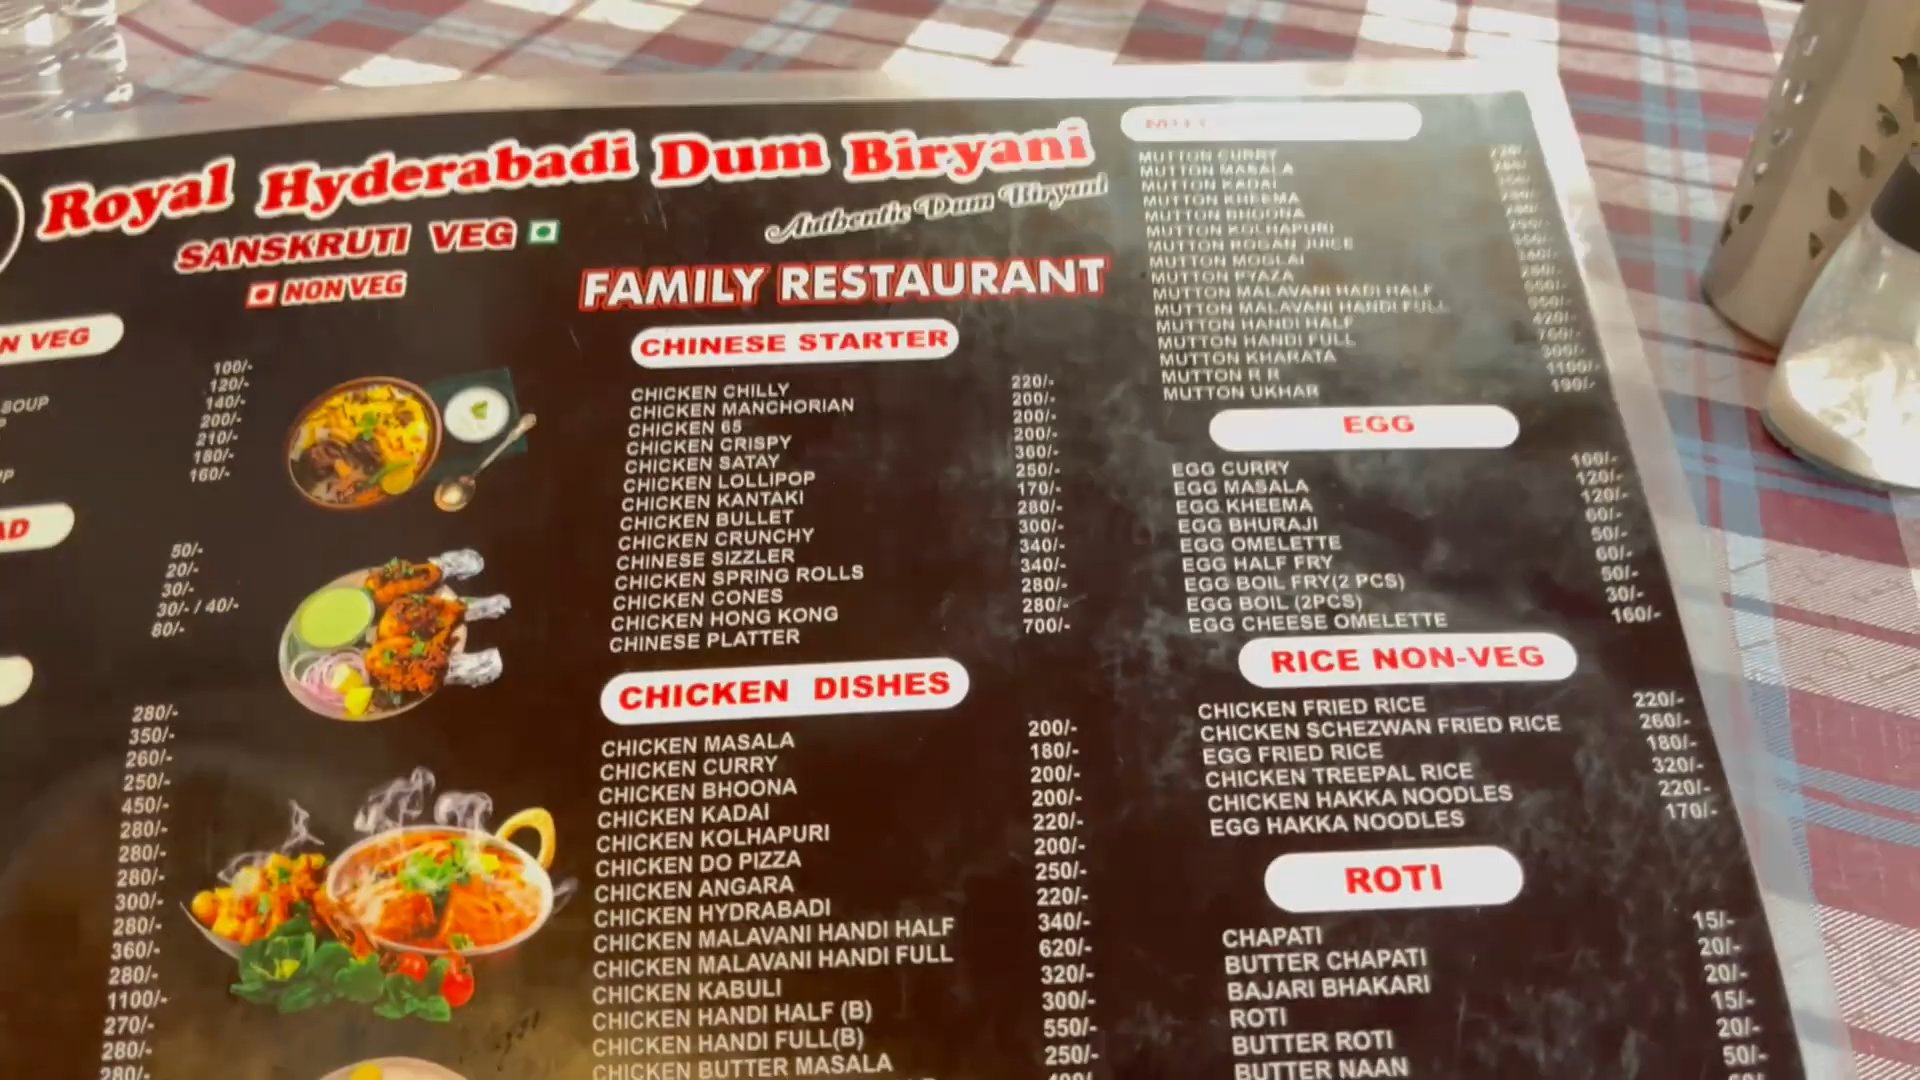 Royal Hyderabadi Dum Biryani
Authentic Dum Biryani
SANSKRUTI VEG
NON VEG
FAMILY RESTAURANT
N VEG
100/-
120/-
SOUP 140/-
200/-
210/-
180/-
160/-
AD
50/-
20/-
30/-
30/- / 40/-
80/-
280/-
350/-
260/-
250/-
450/-
280/-
280/-
280/-
300/-
280/-
360/-
280/-
1100/-
270/-
280/-
280/-
CHINESE STARTER
CHICKEN CHILLY 220/-
CHICKEN MANCHORIAN 200/-
CHICKEN 65 200/-
CHICKEN CRISPY 200/-
CHICKEN SATAY 360/-
CHICKEN LOLLIPOP 250/-
CHICKEN KANTAKI 170/-
CHICKEN BULLET 280/-
CHICKEN CRUNCHY 300/-
CHINESE SIZZLER 340/-
CHICKEN SPRING ROLLS 340/-
CHICKEN CONES 280/-
CHICKEN HONG KONG 280/-
CHINESE PLATTER 700/-
CHICKEN DISHES
CHICKEN MASALA 200/-
CHICKEN CURRY 180/-
CHICKEN BHOONA 200/-
CHICKEN KADAI 200/-
CHICKEN KOLHAPURI 220/-
CHICKEN DO PIZZA 200/-
CHICKEN ANGARA 250/-
CHICKEN HYDRABADI 220/-
CHICKEN MALAVANI HANDI HALF 340/-
CHICKEN MALAVANI HANDI FULL 620/-
CHICKEN KABULI 320/-
CHICKEN HANDI HALF (B) 300/-
CHICKEN HANDI FULL(B) 550/-
CHICKEN BUTTER MASALA 250/-
MUTTON CURRY
MUTTON MASALA
MUTTON KADAI
MUTTON KHEEMA
MUTTON BHOONA
MUTTON KOLHAPURI
MUTTON ROGAN JUICE
MUTTON MOGLAI
MUTTON PYAZA
MUTTON MALAVANI HADI HALF
MUTTON MALAVANI HANDI FULL
MUTTON HANDI HALF 420/-
MUTTON HANDI FULL 760/-
MUTTON KHARATA 300/-
MUTTON R R 1100/-
MUTTON UKHAR 190/-
EGG
EGG CURRY 100/-
EGG MASALA 120/-
EGG KHEEMA 120/-
EGG BHURAJI 60/-
EGG OMELETTE 50/-
EGG HALF FRY 60/-
EGG BOIL FRY(2 PCS) 50/-
EGG BOIL (2PCS) 30/-
EGG CHEESE OMELETTE 160/-
RICE NON-VEG
CHICKEN FRIED RICE 220/-
CHICKEN SCHEZWAN FRIED RICE 260/-
EGG FRIED RICE 180/-
CHICKEN TREEPAL RICE 320/-
CHICKEN HAKKA NOODLES 220/-
EGG HAKKA NOODLES 170/-
ROTI
CHAPATI 15/-
BUTTER CHAPATI 20/-
BAJARI BHAKARI 20/-
ROTI 15/-
BUTTER ROTI 20/-
BUTTER NAAN 50/-